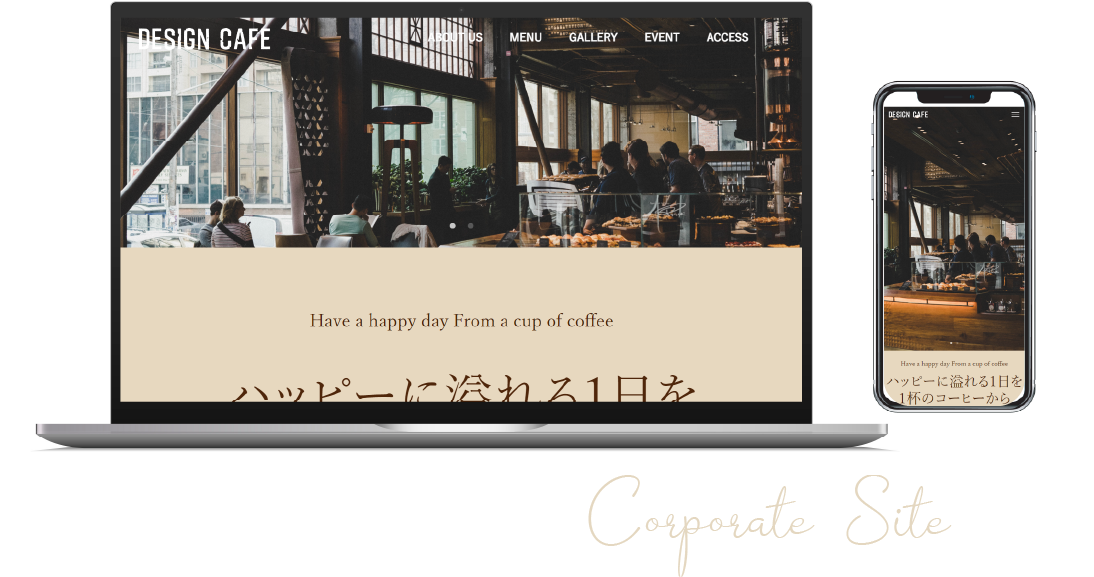 DESIGN CAFE
ABOUT US MENU GALLERY EVENT ACCESS
Have a happy day From a cup of coffee
ハッピーに溢れる1日を
DESIGN CAFE
Have a happy day From a cup of coffee
ハッピーに溢れる1日を
1杯のコーヒーから
Corporate Site